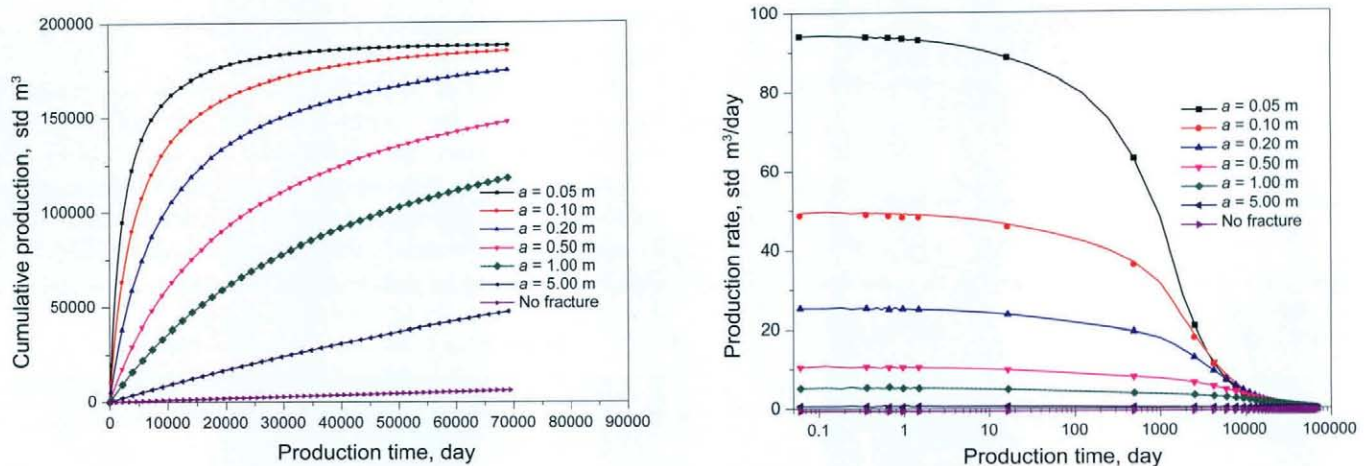 200000
150000
100000
50000
0
Cumulative production, std m³
0 10000 20000 30000 40000 50000 60000 70000 80000 90000
Production time, day
a = 0.05 m
a = 0.10 m
a = 0.20 m
a = 0.50 m
a = 1.00 m
a = 5.00 m
No fracture
100
80
60
40
20
0
Production rate, std m³/day
0.1 1 10 100 1000 10000 100000
Production time, day
a = 0.05 m
a = 0.10 m
a = 0.20 m
a = 0.50 m
a = 1.00 m
a = 5.00 m
No fracture